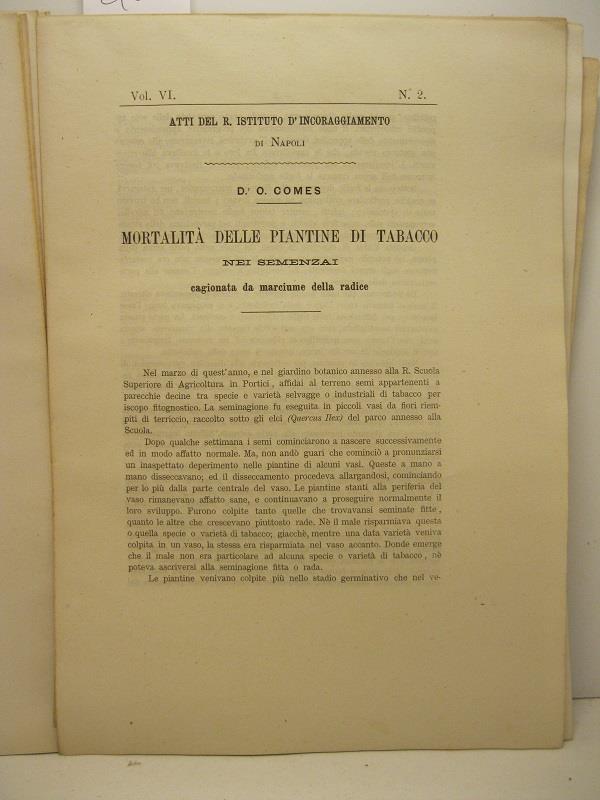 Vol. VI. N.° 2.
ATTI DEL R. ISTITUTO D'INCORAGGIAMENTO
DI NAPOLI
D.r O. COMES
MORTALITÀ DELLE PIANTINE DI TABACCO
NEI SEMENZAI
cagionata da marciume della radice
Nel marzo di quest'anno, e nel giardino botanico annesso alla R. Scuola
Superiore di Agricoltura in Portici, affidai al terreno semi appartenenti a
parecchie decine tra specie e varietà selvagge o industriali di tabacco per
iscopo fitognostico. La seminagione fu eseguita in piccoli vasi da fiori riem-
piti di terriccio, raccolto sotto gli elci (Quercus Ilex) del parco annesso alla
Scuola.
Dopo qualche settimana i semi cominciarono a nascere successivamente
ed in modo affatto normale. Ma, non andò guari che cominciò a pronunziarsi
un inaspettato deperimento nelle piantine di alcuni vasi. Queste a mano a
mano disseccavano; ed il disseccamento procedeva allargandosi, cominciando
per lo più dalla parte centrale del vaso. Le piantine stanti alla periferia del
vaso rimanevano affatto sane, e continuavano a proseguire normalmente il
loro sviluppo. Furono colpite tanto quelle che trovavansi seminate fitte,
quanto le altre che crescevano piuttosto rade. Nè il male risparmiava questa
o quella specie o varietà di tabacco; giacchè, mentre una data varietà veniva
colpita in un vaso, la stessa era risparmiata nel vaso accanto. Donde emerge
che il male non era particolare ad alcuna specie o varietà di tabacco, nè
poteva ascriversi alla seminagione fitta o rada.
Le piantine venivano colpite più nello stadio germinativo che nel ve-